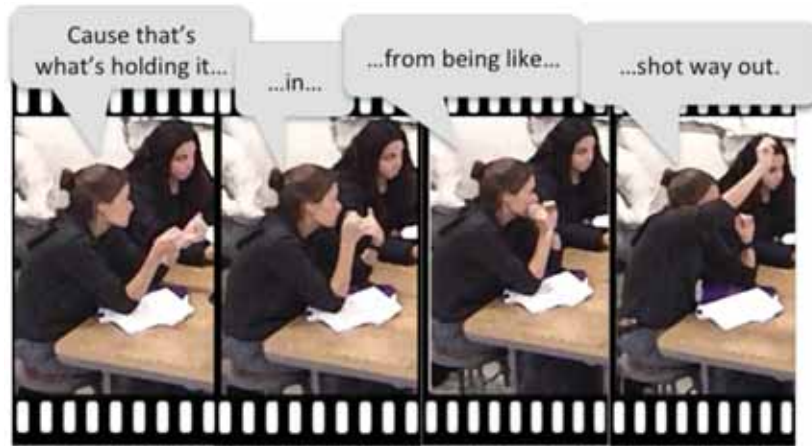 Cause that's
what's holding it...
...in...
...from being like...
...shot way out.